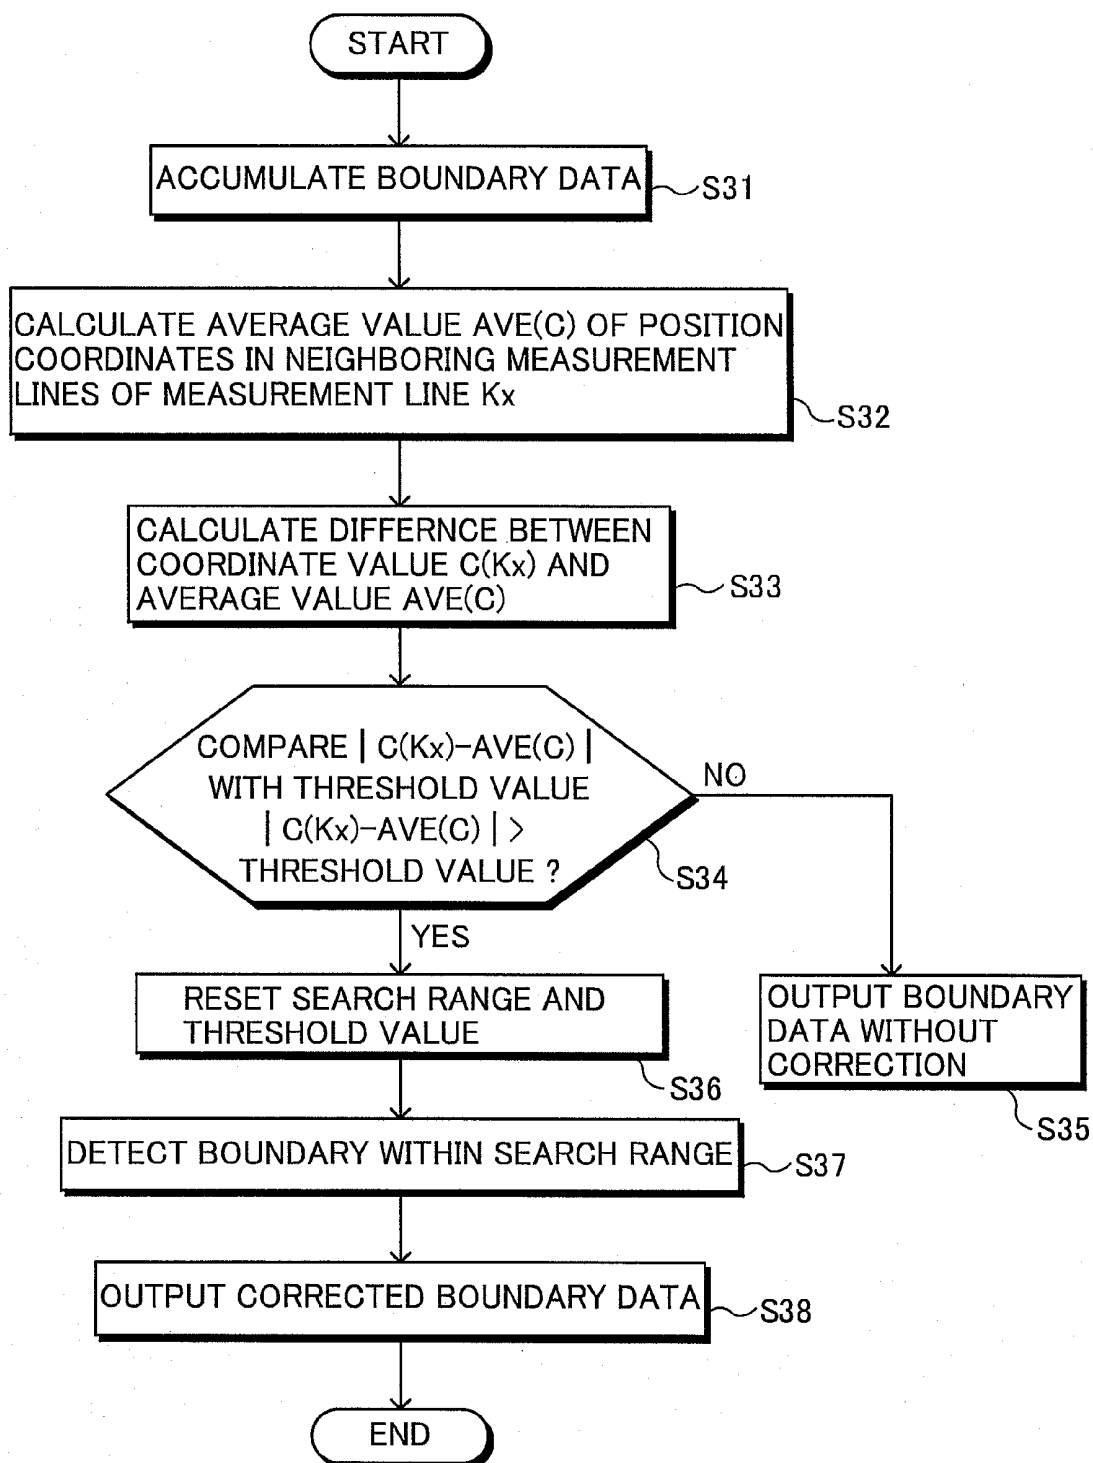 START
ACCUMULATE BOUNDARY DATA
S31
CALCULATE AVERAGE VALUE AVE(C) OF POSITION
COORDINATES IN NEIGHBORING MEASUREMENT
LINES OF MEASUREMENT LINE Kx
S32
CALCULATE DIFFERNCE BETWEEN
COORDINATE VALUE C(Kx) AND
AVERAGE VALUE AVE(C)
S33
COMPARE | C(Kx)-AVE(C) |
WITH THRESHOLD VALUE
| C(Kx)-AVE(C) | >
THRESHOLD VALUE ?
NO
S34
YES
RESET SEARCH RANGE AND
THRESHOLD VALUE
S36
OUTPUT BOUNDARY
DATA WITHOUT
CORRECTION
S35
DETECT BOUNDARY WITHIN SEARCH RANGE
S37
OUTPUT CORRECTED BOUNDARY DATA
S38
END